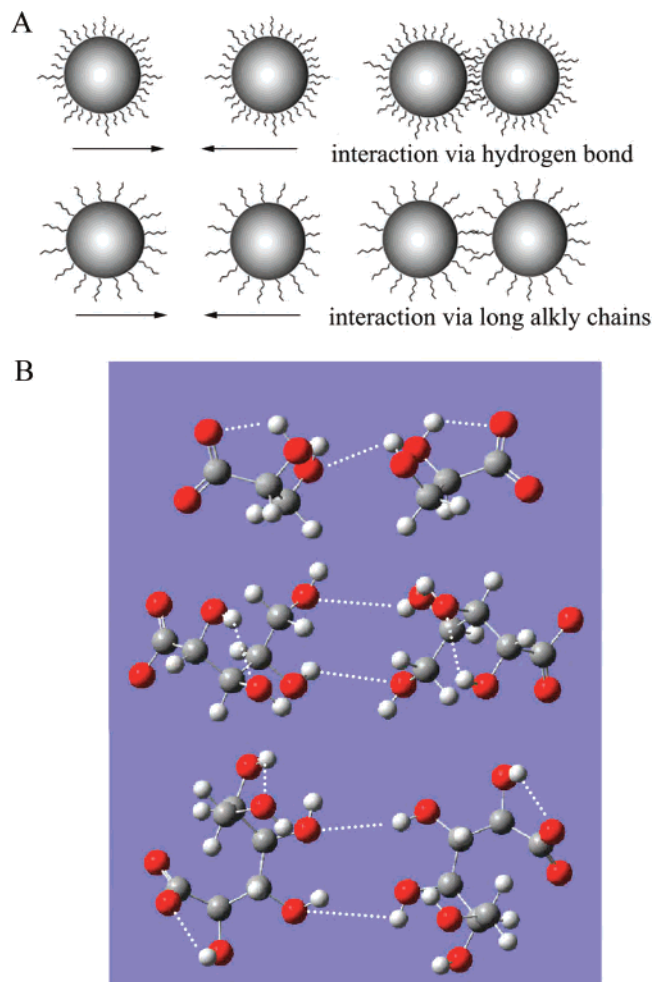 A
interaction via hydrogen bond
interaction via long alkly chains
B